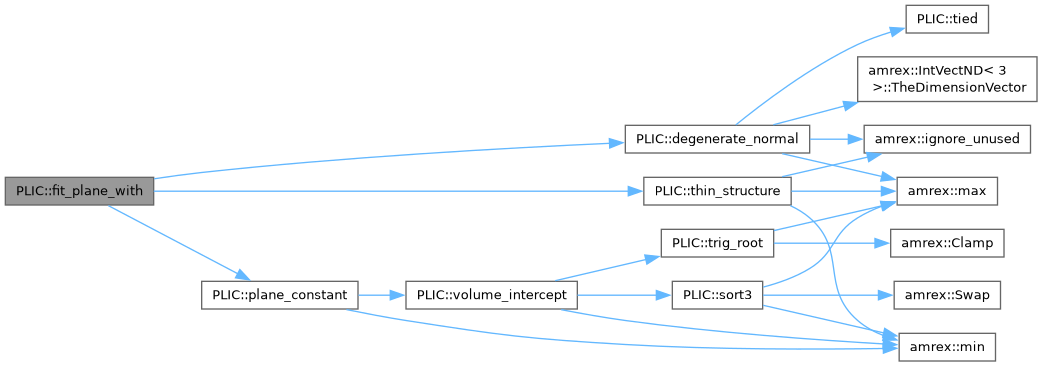 PLIC::tied
amrex::IntVectND< 3
>::TheDimensionVector
PLIC::degenerate_normal
amrex::ignore_unused
PLIC::fit_plane_with
PLIC::thin_structure
amrex::max
PLIC::trig_root
amrex::Clamp
PLIC::plane_constant
PLIC::volume_intercept
PLIC::sort3
amrex::Swap
amrex::min